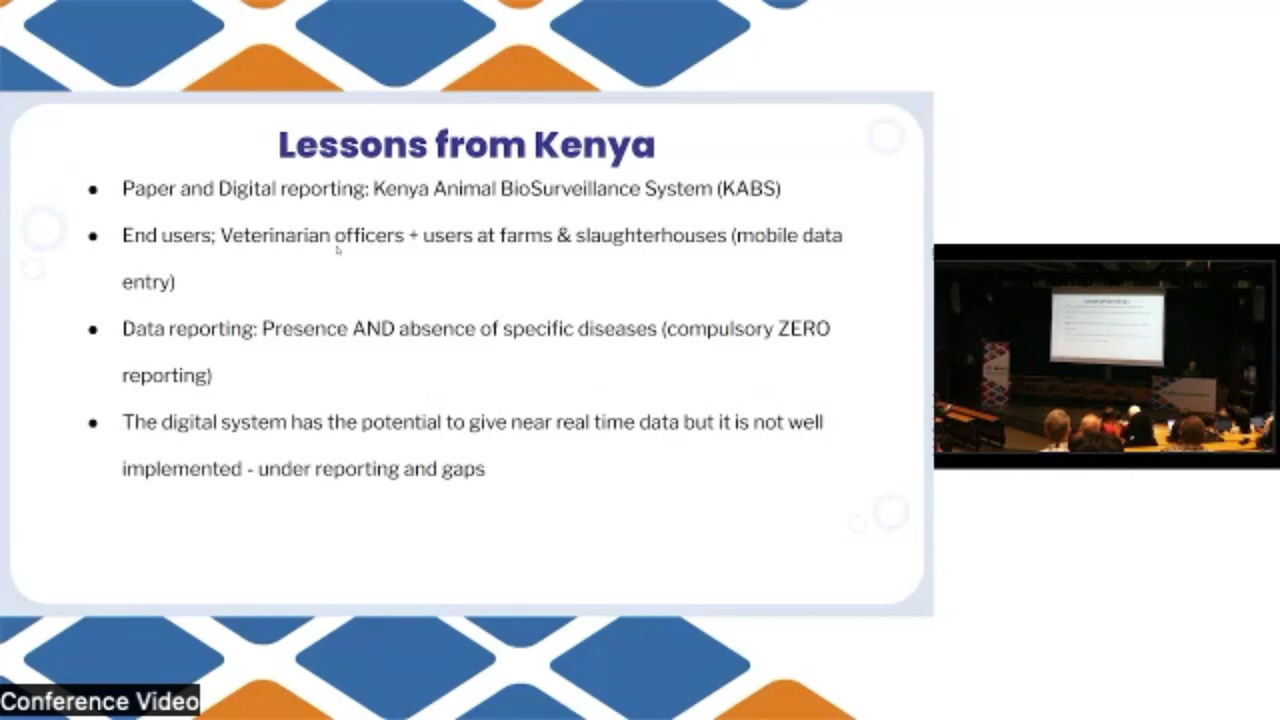 Lessons from Kenya
● Paper and Digital reporting: Kenya Animal BioSurveillance System (KABS)
● End users; Veterinarian officers + users at farms & slaughterhouses (mobile data
entry)
● Data reporting: Presence AND absence of specific diseases (compulsory ZERO
reporting)
● The digital system has the potential to give near real time data but it is not well
implemented - under reporting and gaps
Conference Video